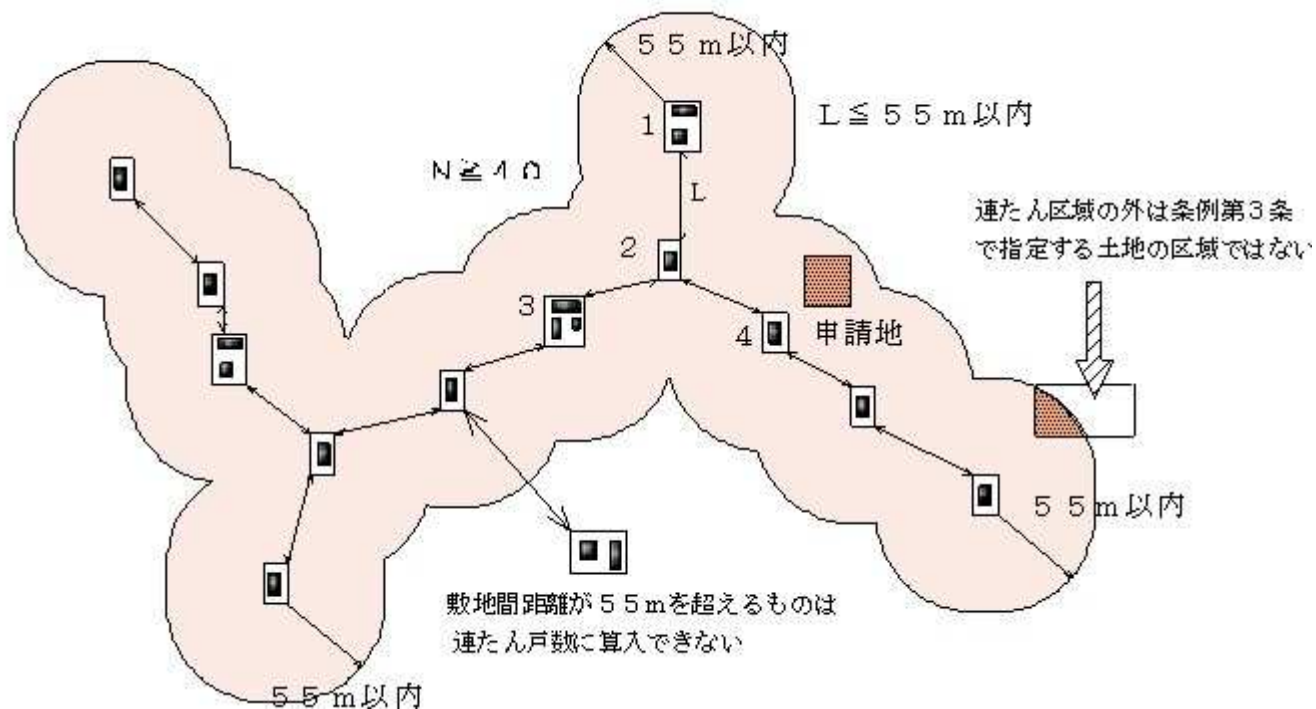 ５５ｍ以内
Ｌ≦５５ｍ以内
1
Ｌ
連たん区域の外は条例第３条
で指定する土地の区域ではない
2
3
4
申請地
５５ｍ以内
敷地間距離が５５ｍを超えるものは
連たん戸数に算入できない
５５ｍ以内